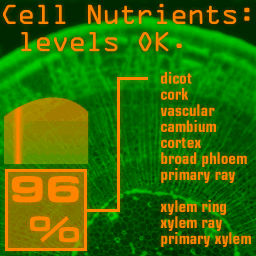 Cell Nutrients:
levels OK.
dicot
cork
vascular
cambium
cortex
broad phloem
primary ray
96
%
xylem ring
xylem ray
primary xylem